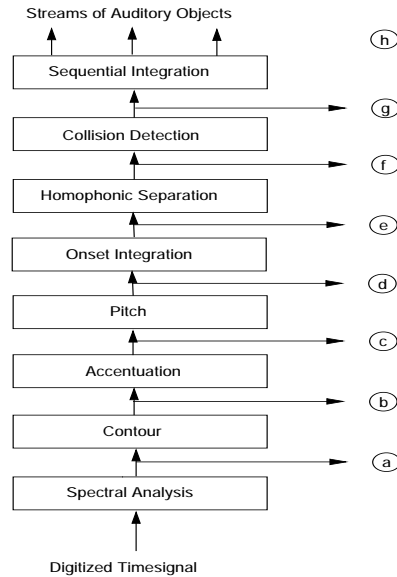 Streams of Auditory Objects
h
Sequential Integration
g
Collision Detection
f
Homophonic Separation
e
Onset Integration
d
Pitch
c
Accentuation
b
Contour
a
Spectral Analysis
Digitized Timesignal